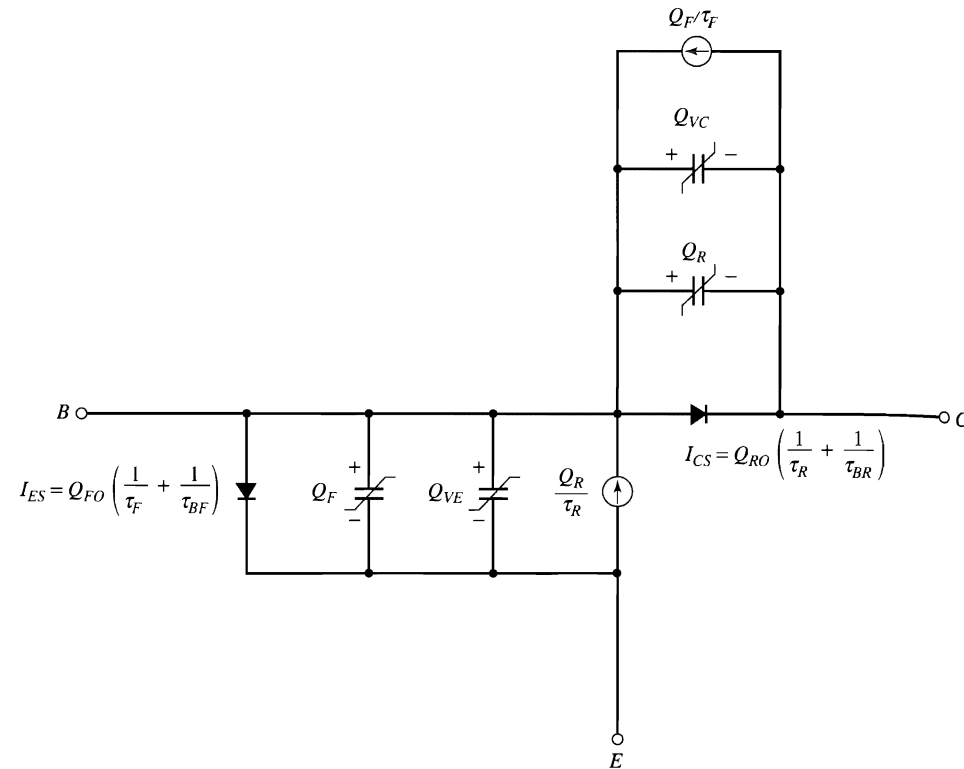 Q_F/τ_F
Q_VC
+ −
Q_R
+ −
B
C
I_CS = Q_RO (1/τ_R + 1/τ_BR)
I_ES = Q_FO (1/τ_F + 1/τ_BF)
+ +
Q_F Q_VE Q_R/τ_R
− −
E